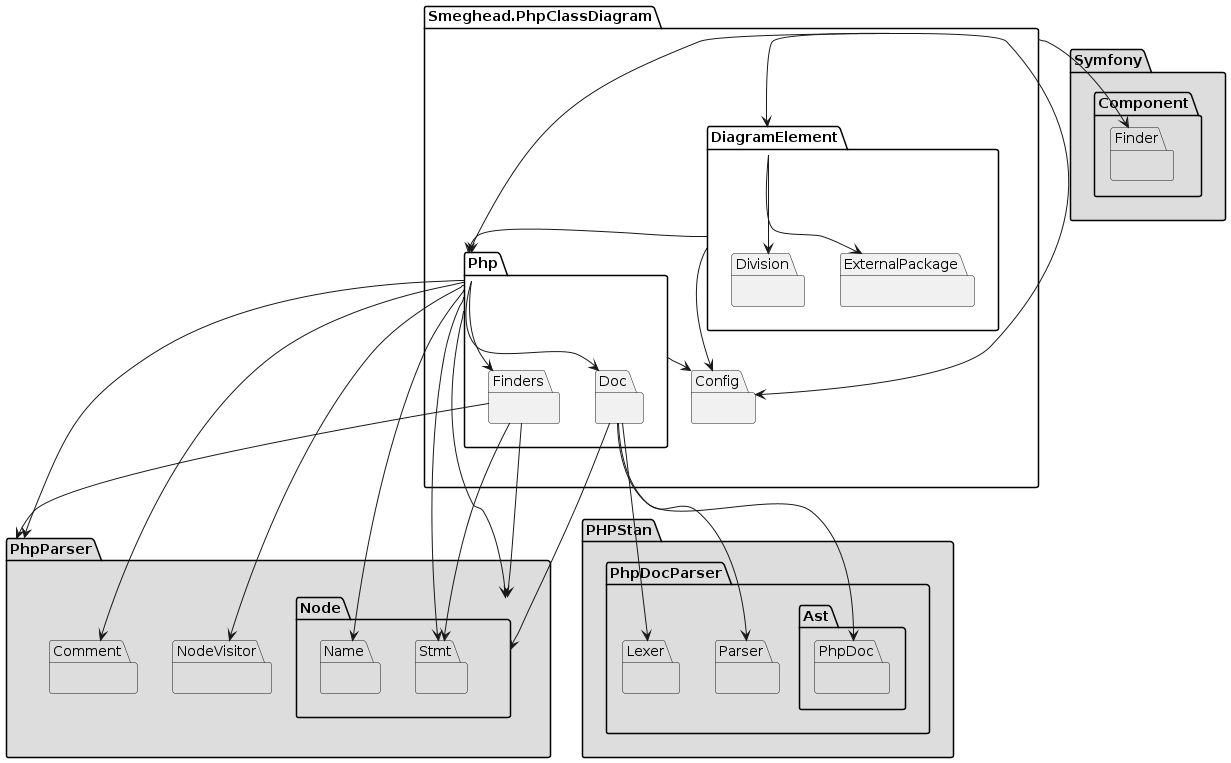 Smeghead.PhpClassDiagram
Symfony
Component
Finder
DiagramElement
Division
ExternalPackage
Php
Finders
Doc
Config
PhpParser
Comment
NodeVisitor
Node
Name
Stmt
PHPStan
PhpDocParser
Lexer
Parser
Ast
PhpDoc